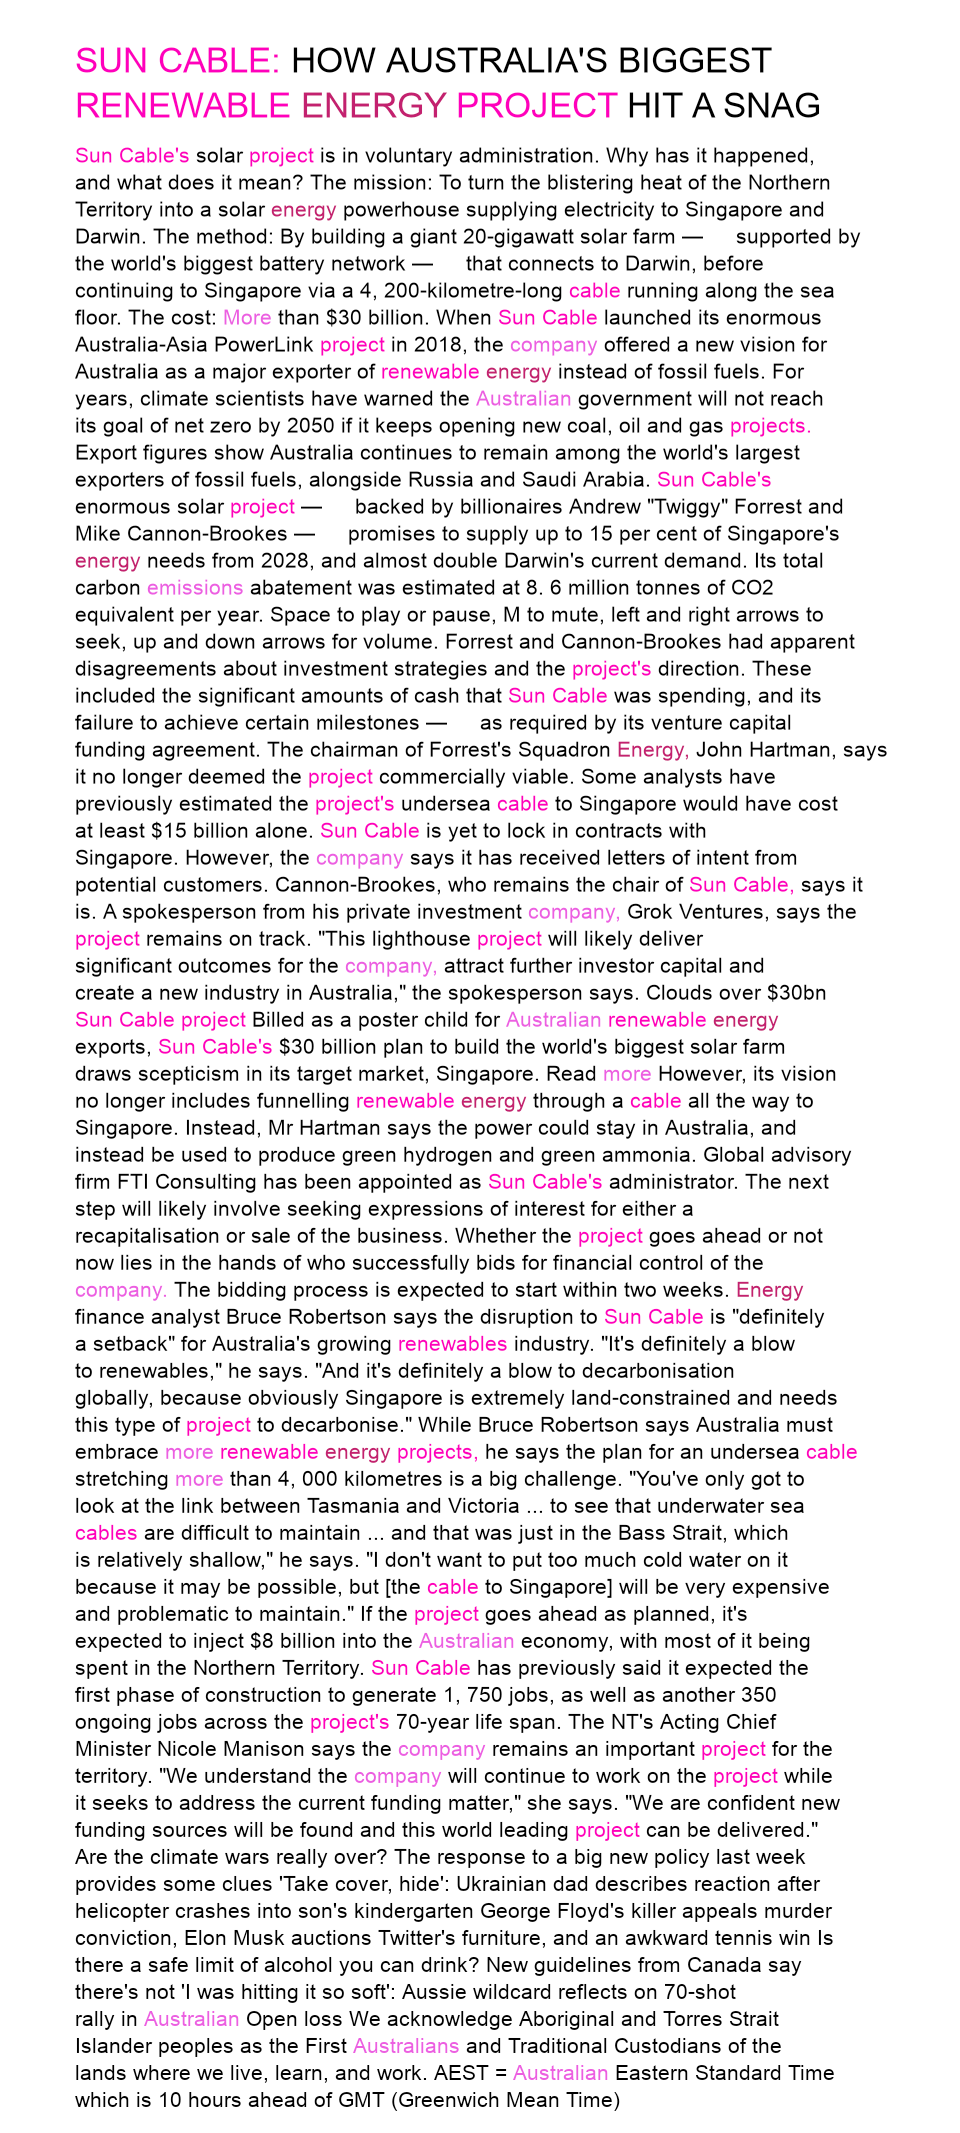 SUN CABLE: HOW AUSTRALIA'S BIGGEST
RENEWABLE ENERGY PROJECT HIT A SNAG
Sun Cable's solar project is in voluntary administration. Why has it happened,
and what does it mean? The mission: To turn the blistering heat of the Northern
Territory into a solar energy powerhouse supplying electricity to Singapore and
Darwin. The method: By building a giant 20-gigawatt solar farm — supported by
the world's biggest battery network — that connects to Darwin, before
continuing to Singapore via a 4, 200-kilometre-long cable running along the sea
floor. The cost: More than $30 billion. When Sun Cable launched its enormous
Australia-Asia PowerLink project in 2018, the company offered a new vision for
Australia as a major exporter of renewable energy instead of fossil fuels. For
years, climate scientists have warned the Australian government will not reach
its goal of net zero by 2050 if it keeps opening new coal, oil and gas projects.
Export figures show Australia continues to remain among the world's largest
exporters of fossil fuels, alongside Russia and Saudi Arabia. Sun Cable's
enormous solar project — backed by billionaires Andrew "Twiggy" Forrest and
Mike Cannon-Brookes — promises to supply up to 15 per cent of Singapore's
energy needs from 2028, and almost double Darwin's current demand. Its total
carbon emissions abatement was estimated at 8. 6 million tonnes of CO2
equivalent per year. Space to play or pause, M to mute, left and right arrows to
seek, up and down arrows for volume. Forrest and Cannon-Brookes had apparent
disagreements about investment strategies and the project's direction. These
included the significant amounts of cash that Sun Cable was spending, and its
failure to achieve certain milestones — as required by its venture capital
funding agreement. The chairman of Forrest's Squadron Energy, John Hartman, says
it no longer deemed the project commercially viable. Some analysts have
previously estimated the project's undersea cable to Singapore would have cost
at least $15 billion alone. Sun Cable is yet to lock in contracts with
Singapore. However, the company says it has received letters of intent from
potential customers. Cannon-Brookes, who remains the chair of Sun Cable, says it
is. A spokesperson from his private investment company, Grok Ventures, says the
project remains on track. "This lighthouse project will likely deliver
significant outcomes for the company, attract further investor capital and
create a new industry in Australia," the spokesperson says. Clouds over $30bn
Sun Cable project Billed as a poster child for Australian renewable energy
exports, Sun Cable's $30 billion plan to build the world's biggest solar farm
draws scepticism in its target market, Singapore. Read more However, its vision
no longer includes funnelling renewable energy through a cable all the way to
Singapore. Instead, Mr Hartman says the power could stay in Australia, and
instead be used to produce green hydrogen and green ammonia. Global advisory
firm FTI Consulting has been appointed as Sun Cable's administrator. The next
step will likely involve seeking expressions of interest for either a
recapitalisation or sale of the business. Whether the project goes ahead or not
now lies in the hands of who successfully bids for financial control of the
company. The bidding process is expected to start within two weeks. Energy
finance analyst Bruce Robertson says the disruption to Sun Cable is "definitely
a setback" for Australia's growing renewables industry. "It's definitely a blow
to renewables," he says. "And it's definitely a blow to decarbonisation
globally, because obviously Singapore is extremely land-constrained and needs
this type of project to decarbonise." While Bruce Robertson says Australia must
embrace more renewable energy projects, he says the plan for an undersea cable
stretching more than 4, 000 kilometres is a big challenge. "You've only got to
look at the link between Tasmania and Victoria ... to see that underwater sea
cables are difficult to maintain ... and that was just in the Bass Strait, which
is relatively shallow," he says. "I don't want to put too much cold water on it
because it may be possible, but [the cable to Singapore] will be very expensive
and problematic to maintain." If the project goes ahead as planned, it's
expected to inject $8 billion into the Australian economy, with most of it being
spent in the Northern Territory. Sun Cable has previously said it expected the
first phase of construction to generate 1, 750 jobs, as well as another 350
ongoing jobs across the project's 70-year life span. The NT's Acting Chief
Minister Nicole Manison says the company remains an important project for the
territory. "We understand the company will continue to work on the project while
it seeks to address the current funding matter," she says. "We are confident new
funding sources will be found and this world leading project can be delivered."
Are the climate wars really over? The response to a big new policy last week
provides some clues 'Take cover, hide': Ukrainian dad describes reaction after
helicopter crashes into son's kindergarten George Floyd's killer appeals murder
conviction, Elon Musk auctions Twitter's furniture, and an awkward tennis win Is
there a safe limit of alcohol you can drink? New guidelines from Canada say
there's not 'I was hitting it so soft': Aussie wildcard reflects on 70-shot
rally in Australian Open loss We acknowledge Aboriginal and Torres Strait
Islander peoples as the First Australians and Traditional Custodians of the
lands where we live, learn, and work. AEST = Australian Eastern Standard Time
which is 10 hours ahead of GMT (Greenwich Mean Time)